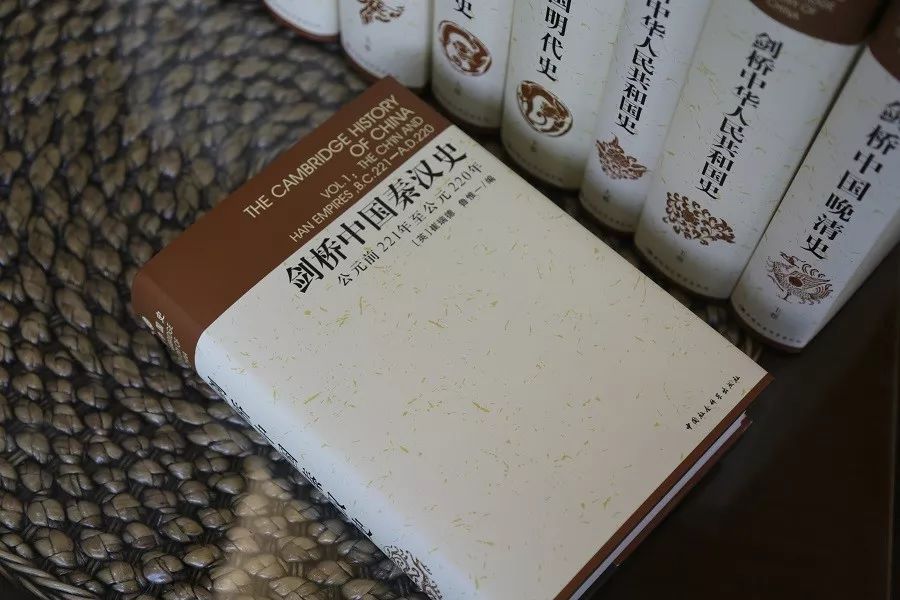 THE CAMBRIDGE HISTORY
OF CHINA
VOL 1:
THE CH'IN AND
HAN EMPIRES, B.C.221—A.D.220
剑桥中国秦汉史
公元前221年至公元220年
[英]崔瑞德 鲁惟一/编
中国社会科学出版社
史
国明代史
中华人民共和国史
剑桥中华人民共和国史
剑桥中国晚清史
上卷